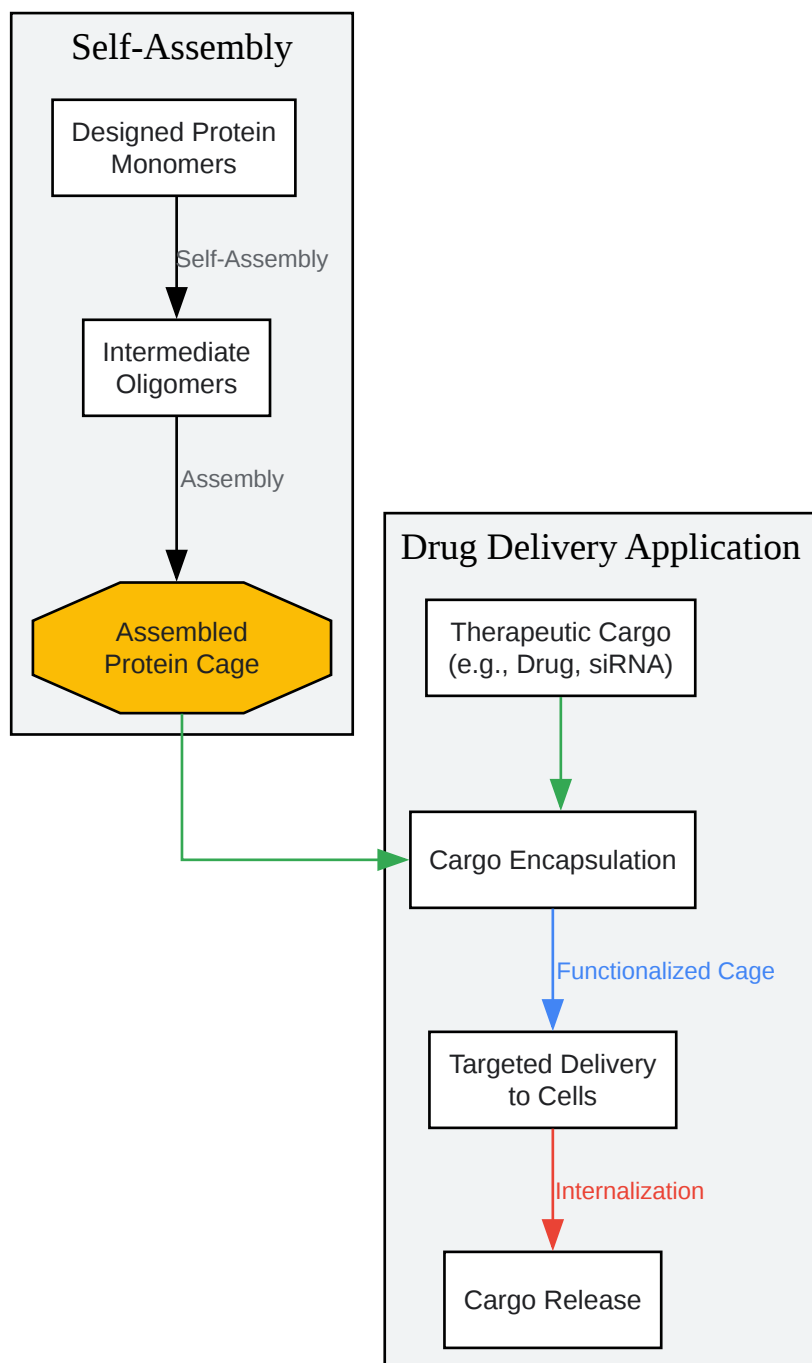 Self-Assembly
Designed Protein
Monomers
Self-Assembly
Intermediate
Oligomers
Assembly
Assembled
Protein Cage
Drug Delivery Application
Therapeutic Cargo
(e.g., Drug, siRNA)
Cargo Encapsulation
Functionalized Cage
Targeted Delivery
to Cells
Internalization
Cargo Release